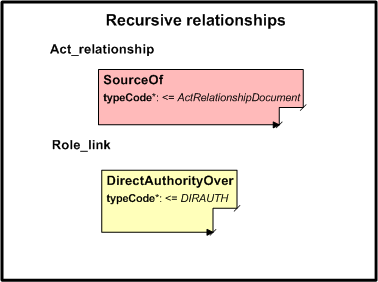 Recursive relationships
Act_relationship
SourceOf
typeCode*: <= ActRelationshipDocument
Role_link
DirectAuthorityOver
typeCode*: <= DIRAUTH